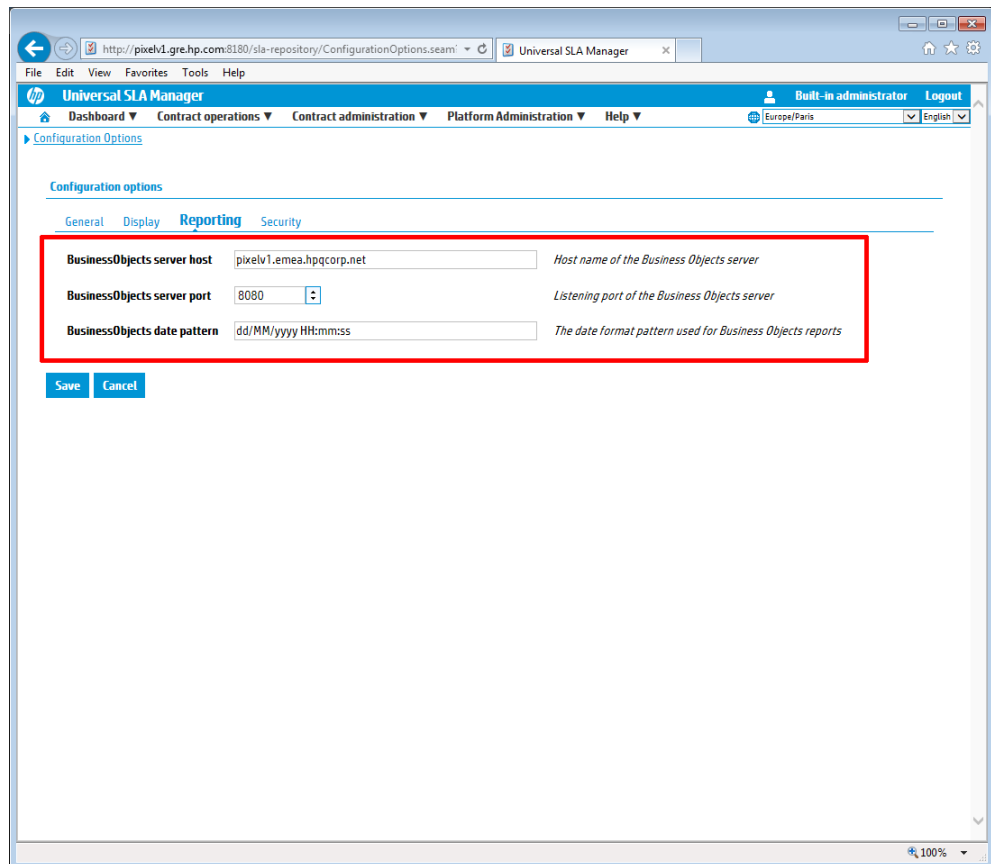 http://pixelv1.gre.hp.com:8180/sla-repository/ConfigurationOptions.seam
Universal SLA Manager
File Edit View Favorites Tools Help
hp Universal SLA Manager Built-in administrator Logout
Dashboard ▼ Contract operations ▼ Contract administration ▼ Platform Administration ▼ Help ▼ Europe/Paris English
Configuration Options
Configuration options
General Display Reporting Security
BusinessObjects server host pixelv1.emea.hpqcorp.net Host name of the Business Objects server
BusinessObjects server port 8080 Listening port of the Business Objects server
BusinessObjects date pattern dd/MM/yyyy HH:mm:ss The date format pattern used for Business Objects reports
Save Cancel
100%